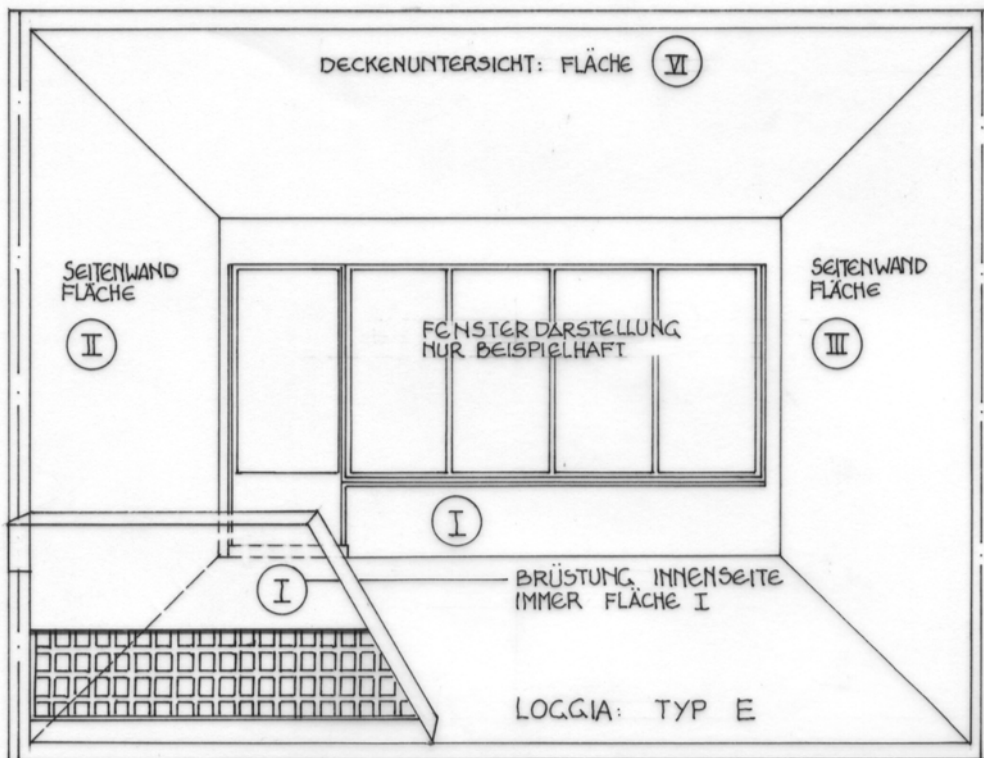 DECKENUNTERSICHT: FLÄCHE VI
SEITENWAND
FLÄCHE
II
FENSTERDARSTELLUNG
NUR BEISPIELHAFT
SEITENWAND
FLÄCHE
III
I
I
BRÜSTUNG INNENSEITE
IMMER FLÄCHE I
LOGGIA: TYP E